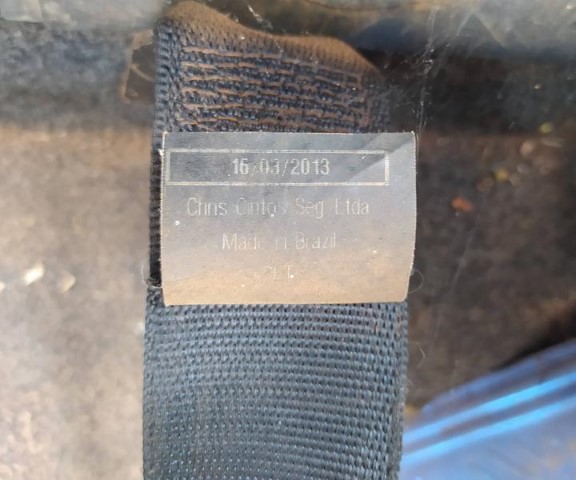 16/03/2013
Chris Cintos Seg. Ltda
Made in Brazil